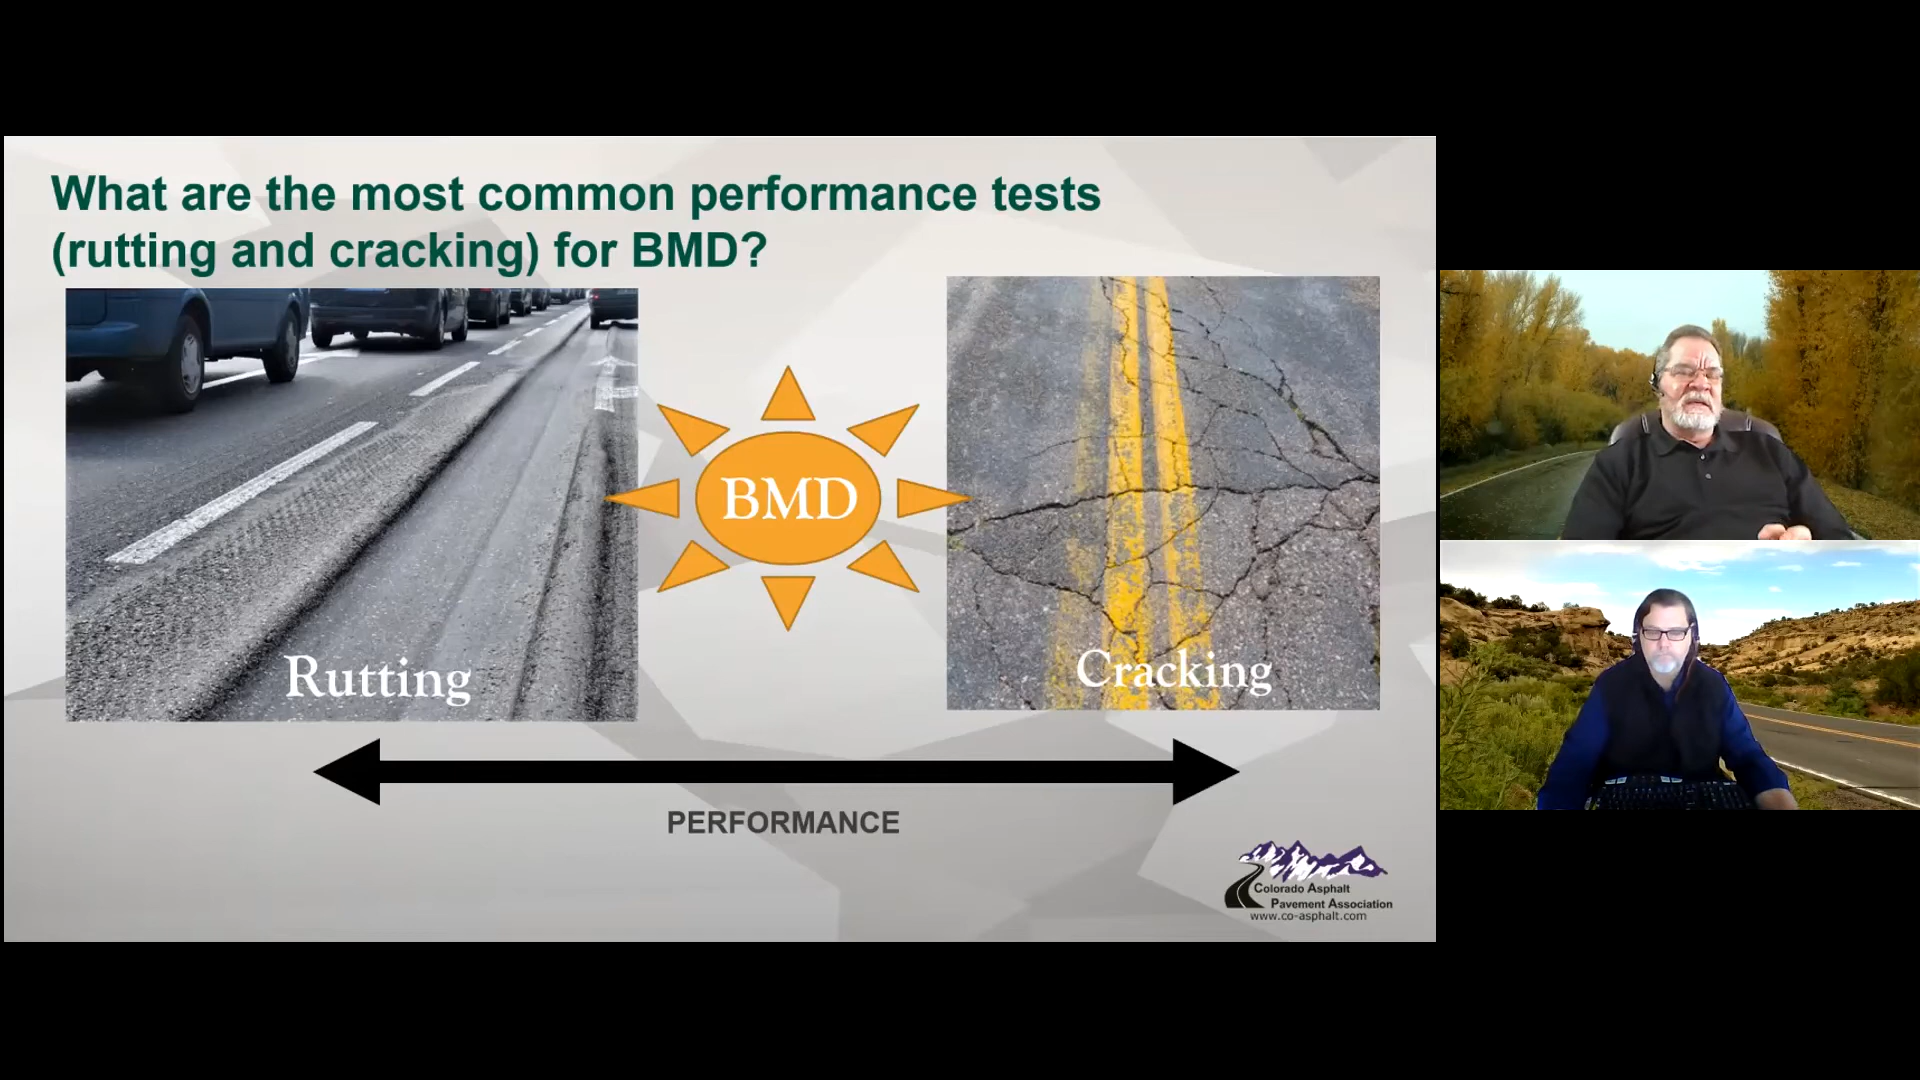 What are the most common performance tests
(rutting and cracking) for BMD?
BMD
Rutting
Cracking
PERFORMANCE
Colorado Asphalt
Pavement Association
www.co-asphalt.com